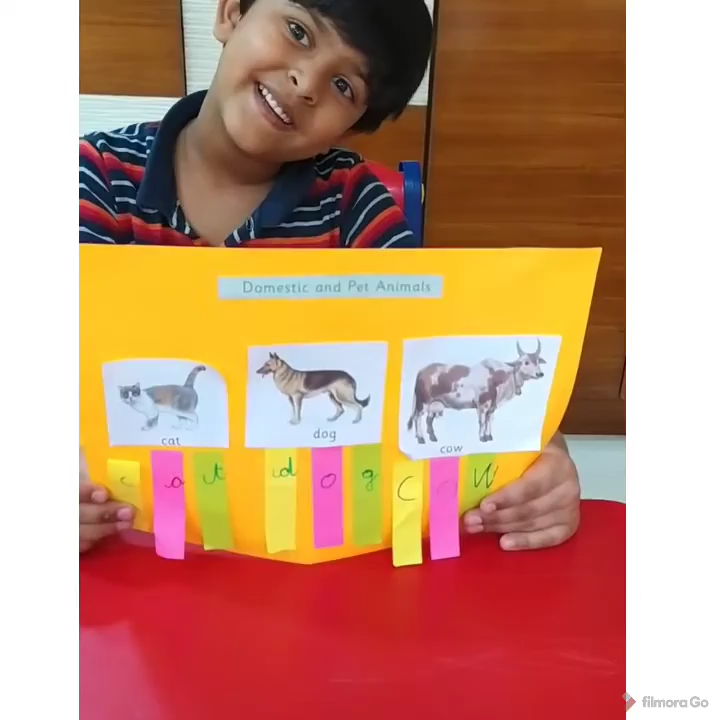 Domestic and Pet Animals
cat
dog
cow
c a t
d o g
C o W
filmora Go